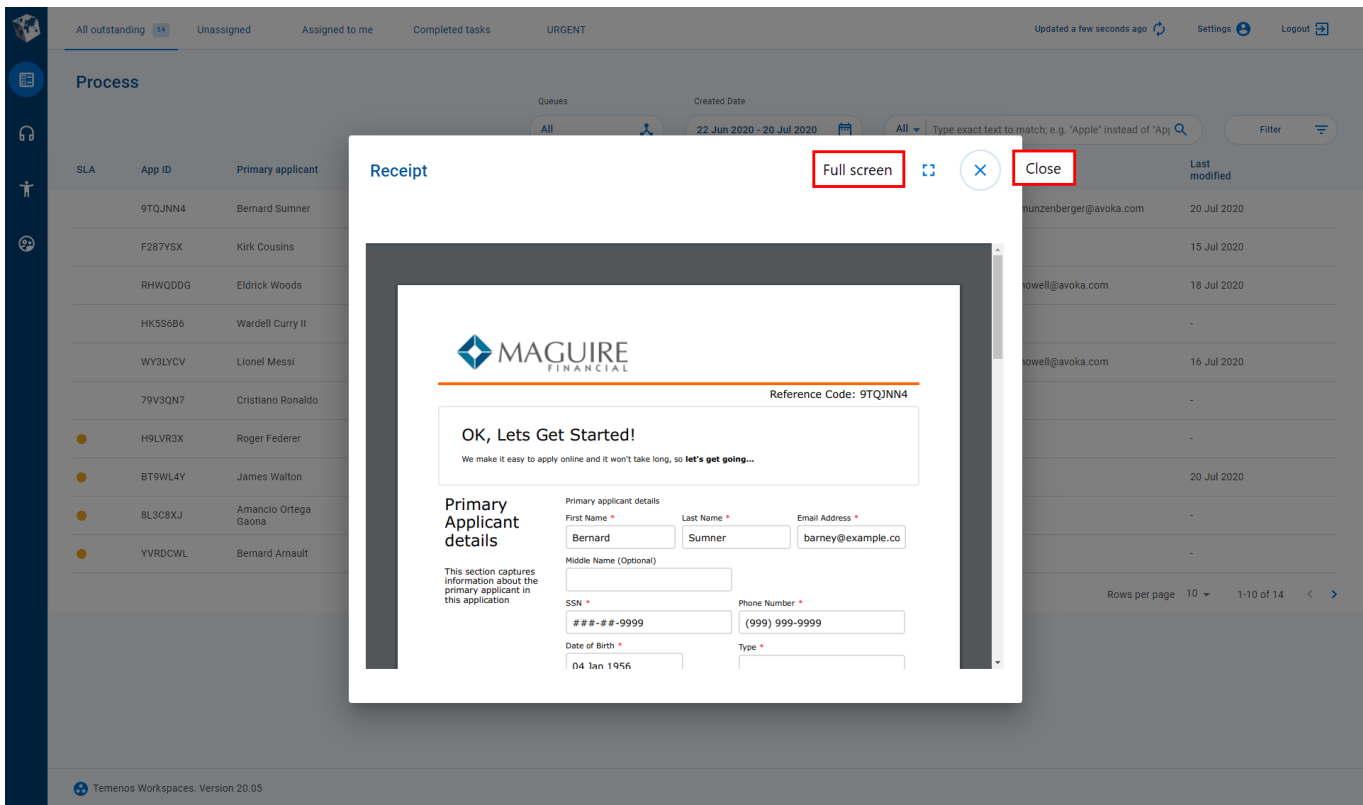 All outstanding 14 Unassigned Assigned to me Completed tasks URGENT Updated a few seconds ago Settings Logout
Process
Queues Created Date
All 22 Jun 2020 - 20 Jul 2020 All Type exact text to match; e.g. "Apple" instead of "Ap
Filter
SLA App ID Primary applicant Last
modified
Receipt Full screen Close
9TQJNN4 Bernard Sumner munzenberger@avoka.com 20 Jul 2020
F287YSX Kirk Cousins 15 Jul 2020
RHWQDDG Eldrick Woods howell@avoka.com 18 Jul 2020
HK5S6B6 Wardell Curry II -
WY3LYCV Lionel Messi howell@avoka.com 16 Jul 2020
79V3QN7 Cristiano Ronaldo -
H9LVR3X Roger Federer -
BT9WL4Y James Walton 20 Jul 2020
8L3C8XJ Amancio Ortega
Gaona -
YVRDCWL Bernard Arnault -
Rows per page 10 1-10 of 14
MAGUIRE
FINANCIAL
Reference Code: 9TQJNN4
OK, Lets Get Started!
We make it easy to apply online and it won't take long, so let's get going...
Primary
Applicant
details
This section captures
information about the
primary applicant in
this application
Primary applicant details
First Name * Last Name * Email Address *
Bernard Sumner barney@example.co
Middle Name (Optional)
SSN * Phone Number *
###-##-9999 (999) 999-9999
Date of Birth * Type *
04 Jan 1956
Temenos Workspaces. Version 20.05